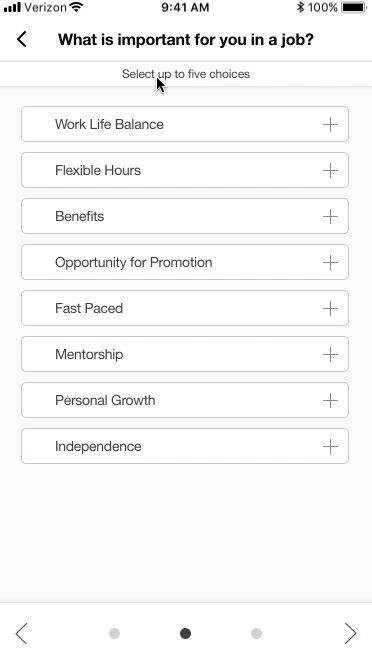 Verizon 9:41 AM 100%
What is important for you in a job?
Select up to five choices
Work Life Balance
Flexible Hours
Benefits
Opportunity for Promotion
Fast Paced
Mentorship
Personal Growth
Independence